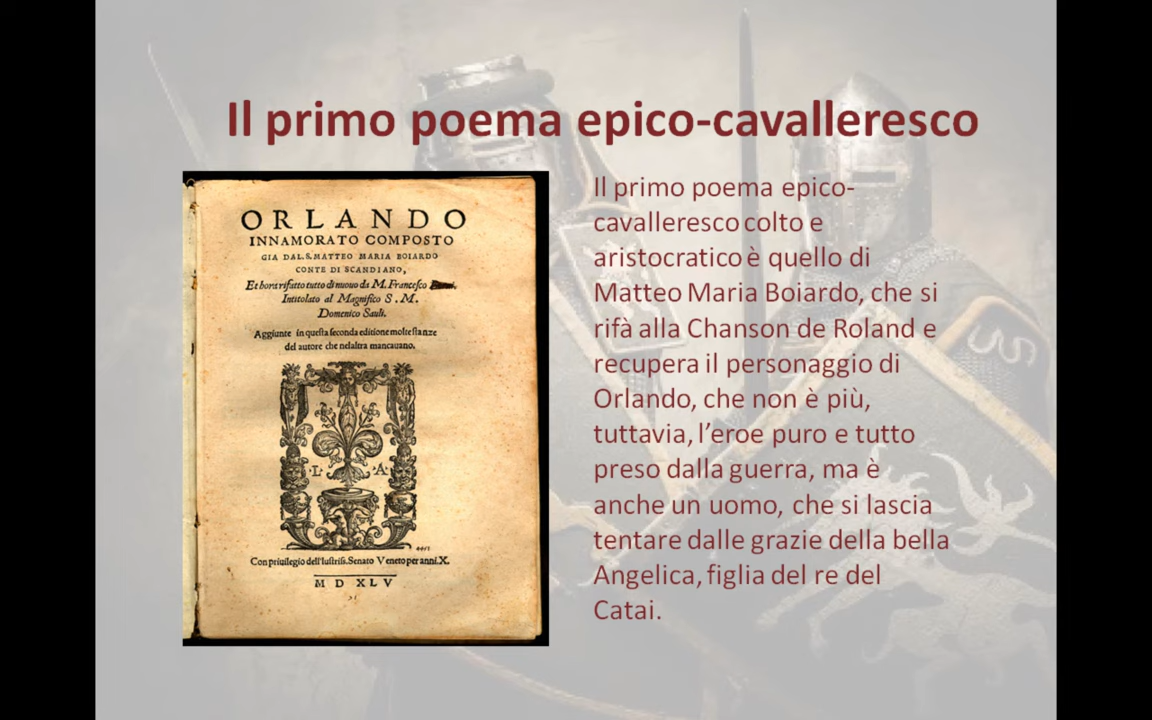 Il primo poema epico-cavalleresco
ORLANDO
INNAMORATO COMPOSTO
GIA DAL.S.MATTEO MARIA BOIARDO
CONTE DI SCANDIANO,
Et hora rifatto tutto di nuouo da M. Francesco
Intitolato al Magnifico S. M.
Domenico Sauli.
Aggiunte in questa seconda editione molte stanze
del autore che nelaltra mancauano.
L A
Con priuilegio dell'Illustriss. Senato Veneto per anni.X.
M D XLV
Il primo poema epico-
cavalleresco colto e
aristocratico è quello di
Matteo Maria Boiardo, che si
rifà alla Chanson de Roland e
recupera il personaggio di
Orlando, che non è più,
tuttavia, l'eroe puro e tutto
preso dalla guerra, ma è
anche un uomo, che si lascia
tentare dalle grazie della bella
Angelica, figlia del re del
Catai.